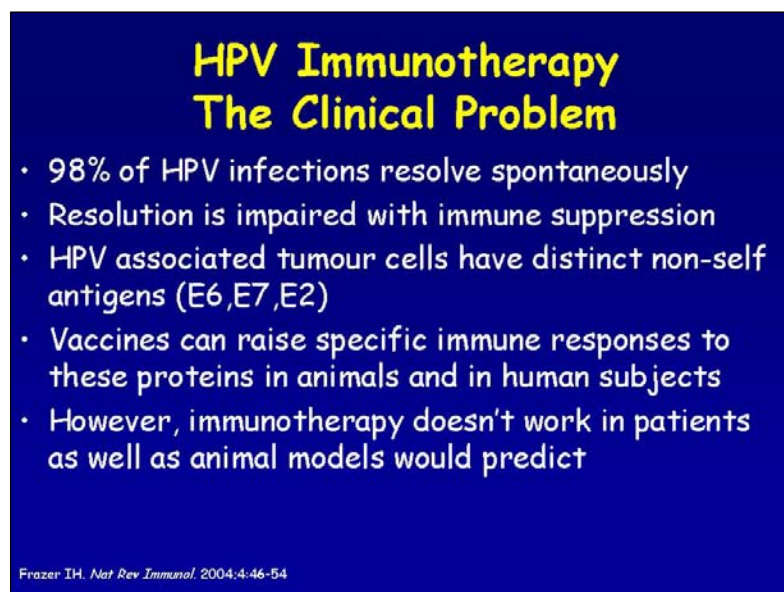 HPV Immunotherapy
The Clinical Problem
• 98% of HPV infections resolve spontaneously
• Resolution is impaired with immune suppression
• HPV associated tumour cells have distinct non-self
antigens (E6,E7,E2)
• Vaccines can raise specific immune responses to
these proteins in animals and in human subjects
• However, immunotherapy doesn't work in patients
as well as animal models would predict
Frazer IH. Nat Rev Immunol. 2004;4:46-54